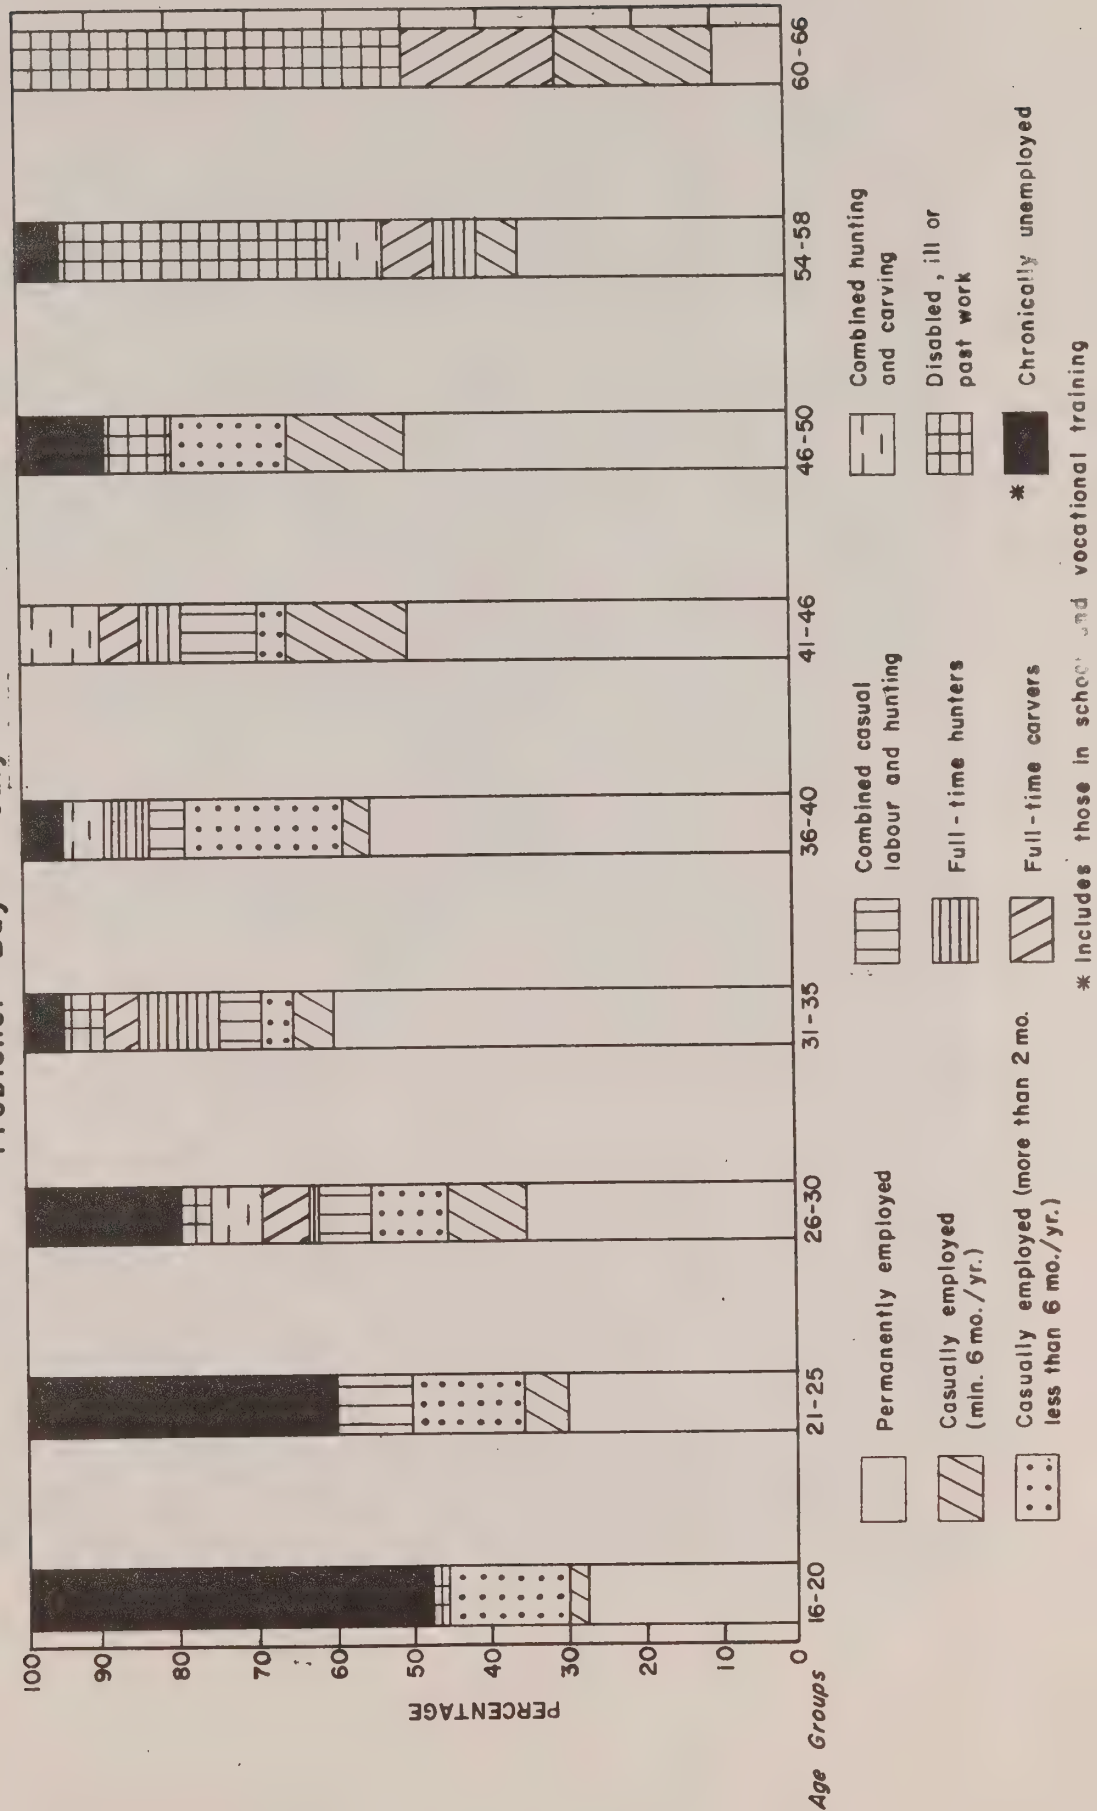 Frobisher Bay
PERCENTAGE
100
90
80
70
60
50
40
30
20
10
0
Age Groups
16-20
21-25
26-30
31-35
36-40
41-46
46-50
54-58
60-66
Permanently employed
Casually employed
(min. 6 mo./yr.)
Casually employed (more than 2 mo.
less than 6 mo./yr.)
Combined casual
labour and hunting
Full-time hunters
Full-time carvers
Combined hunting
and carving
Disabled, ill or
past work
* Chronically unemployed
* Includes those in school and vocational training